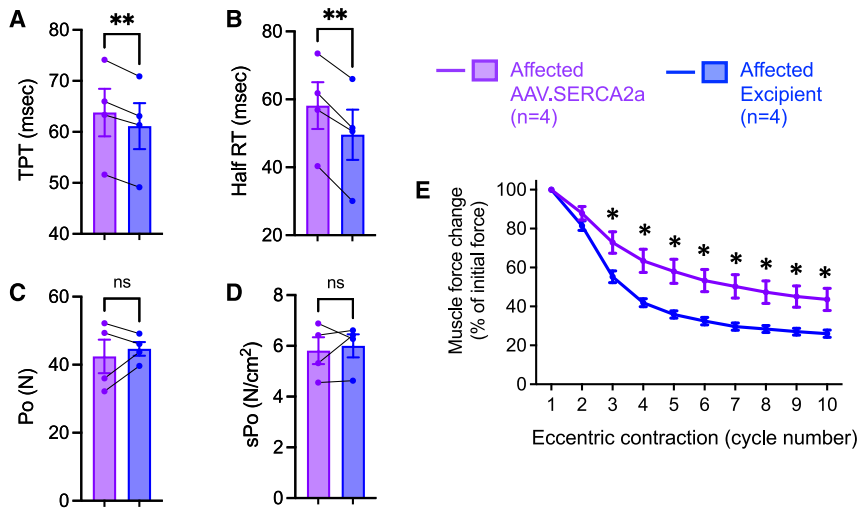 A
**
80
70
60
50
40
TPT (msec)
B
**
80
60
40
20
Half RT (msec)
Affected
AAV.SERCA2a
(n=4)
Affected
Excipient
(n=4)
C
ns
60
40
20
0
Po (N)
D
ns
8
6
4
2
0
sPo (N/cm²)
E
100
80
60
40
20
0
Muscle force change
(% of initial force)
* * * * * * * *
1 2 3 4 5 6 7 8 9 10
Eccentric contraction (cycle number)